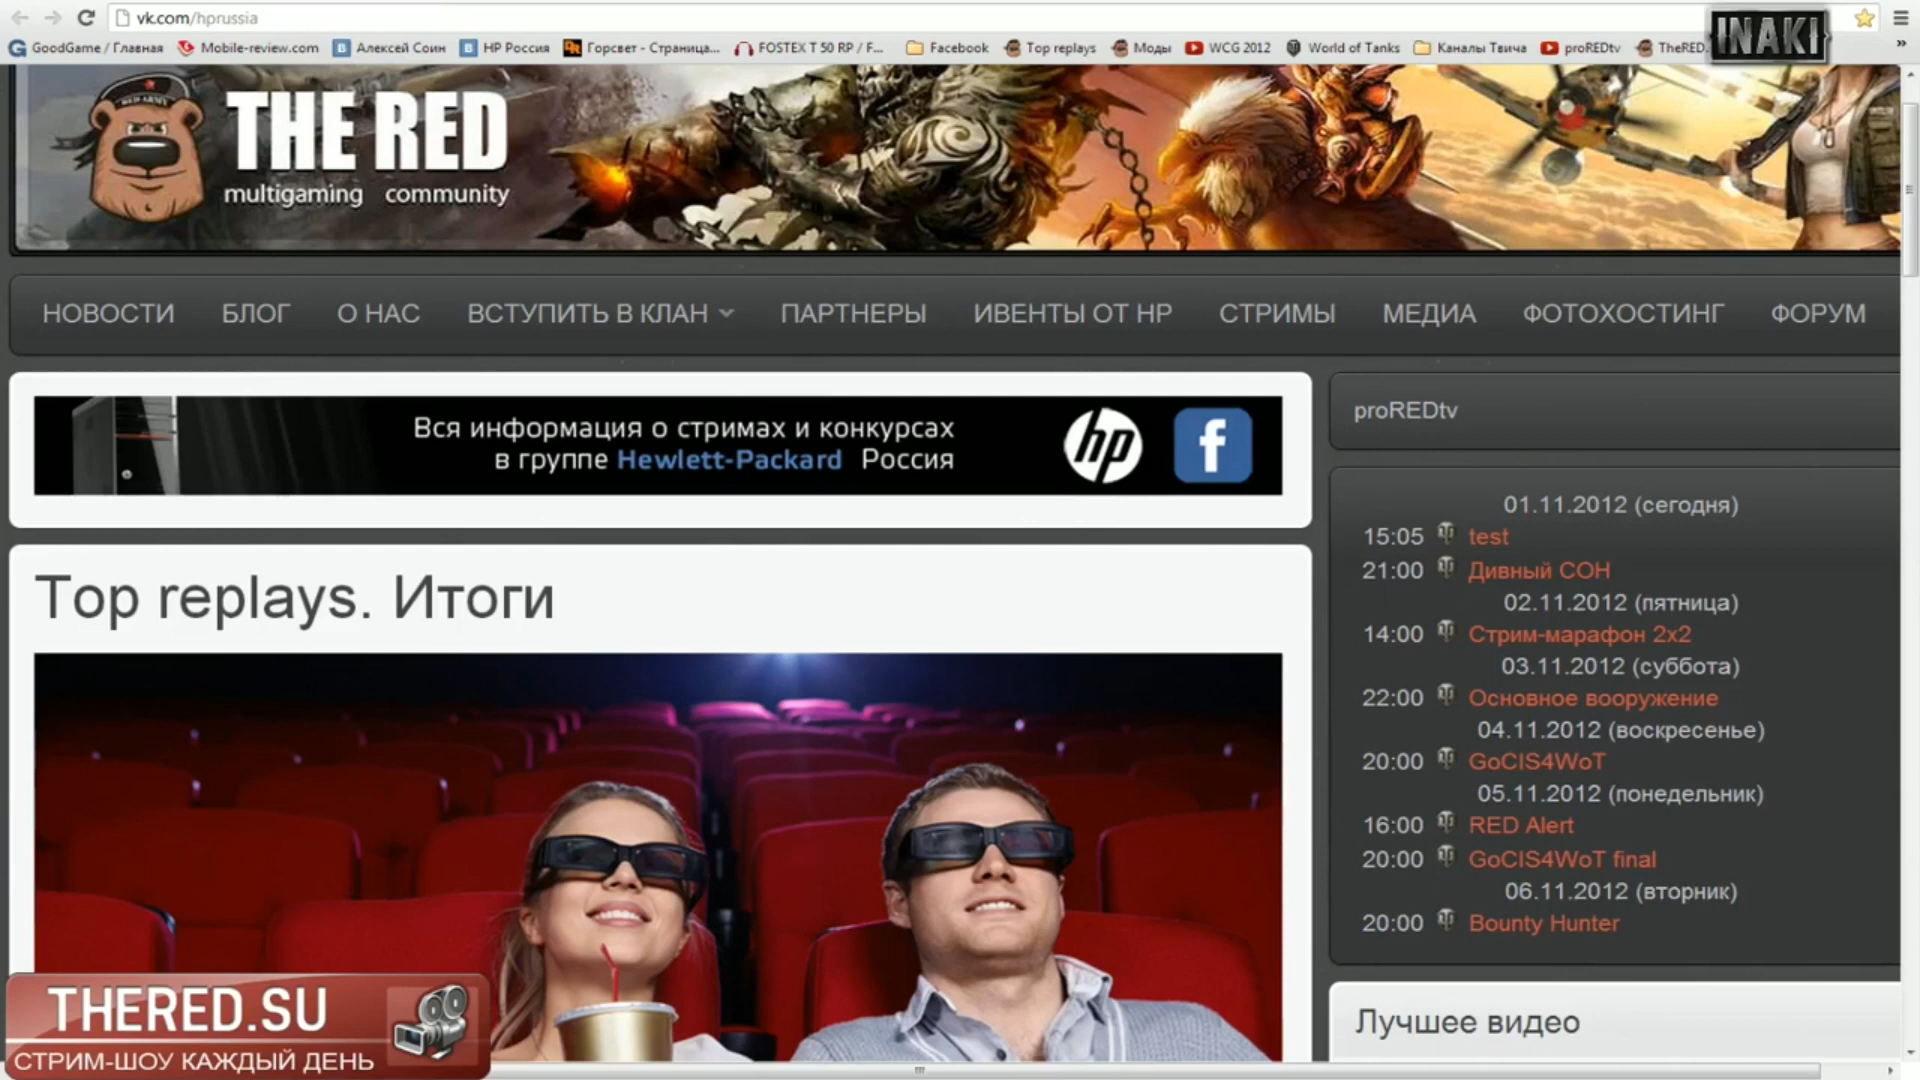 vk.com/hprussia
INAKI
GoodGame / Главная
Mobile-review.com
Алексей Соин
HP Россия
Горсвет - Страница...
FOSTEX T 50 RP / F...
Facebook
Top replays
Моды
WCG 2012
World of Tanks
Каналы Твича
proREDtv
TheRED.
RED ARMY
THE RED
multigaming community
НОВОСТИ
БЛОГ
О НАС
ВСТУПИТЬ В КЛАН
ПАРТНЕРЫ
ИВЕНТЫ ОТ HP
СТРИМЫ
МЕДИА
ФОТОХОСТИНГ
ФОРУМ
Вся информация о стримах и конкурсах
в группе Hewlett-Packard Россия
hp
f
proREDtv
01.11.2012 (сегодня)
15:05 test
21:00 Дивный СОН
02.11.2012 (пятница)
14:00 Стрим-марафон 2x2
03.11.2012 (суббота)
22:00 Основное вооружение
04.11.2012 (воскресенье)
20:00 GoCIS4WoT
05.11.2012 (понедельник)
16:00 RED Alert
20:00 GoCIS4WoT final
06.11.2012 (вторник)
20:00 Bounty Hunter
Лучшее видео
Top replays. Итоги
THERED.SU
СТРИМ-ШОУ КАЖДЫЙ ДЕНЬ